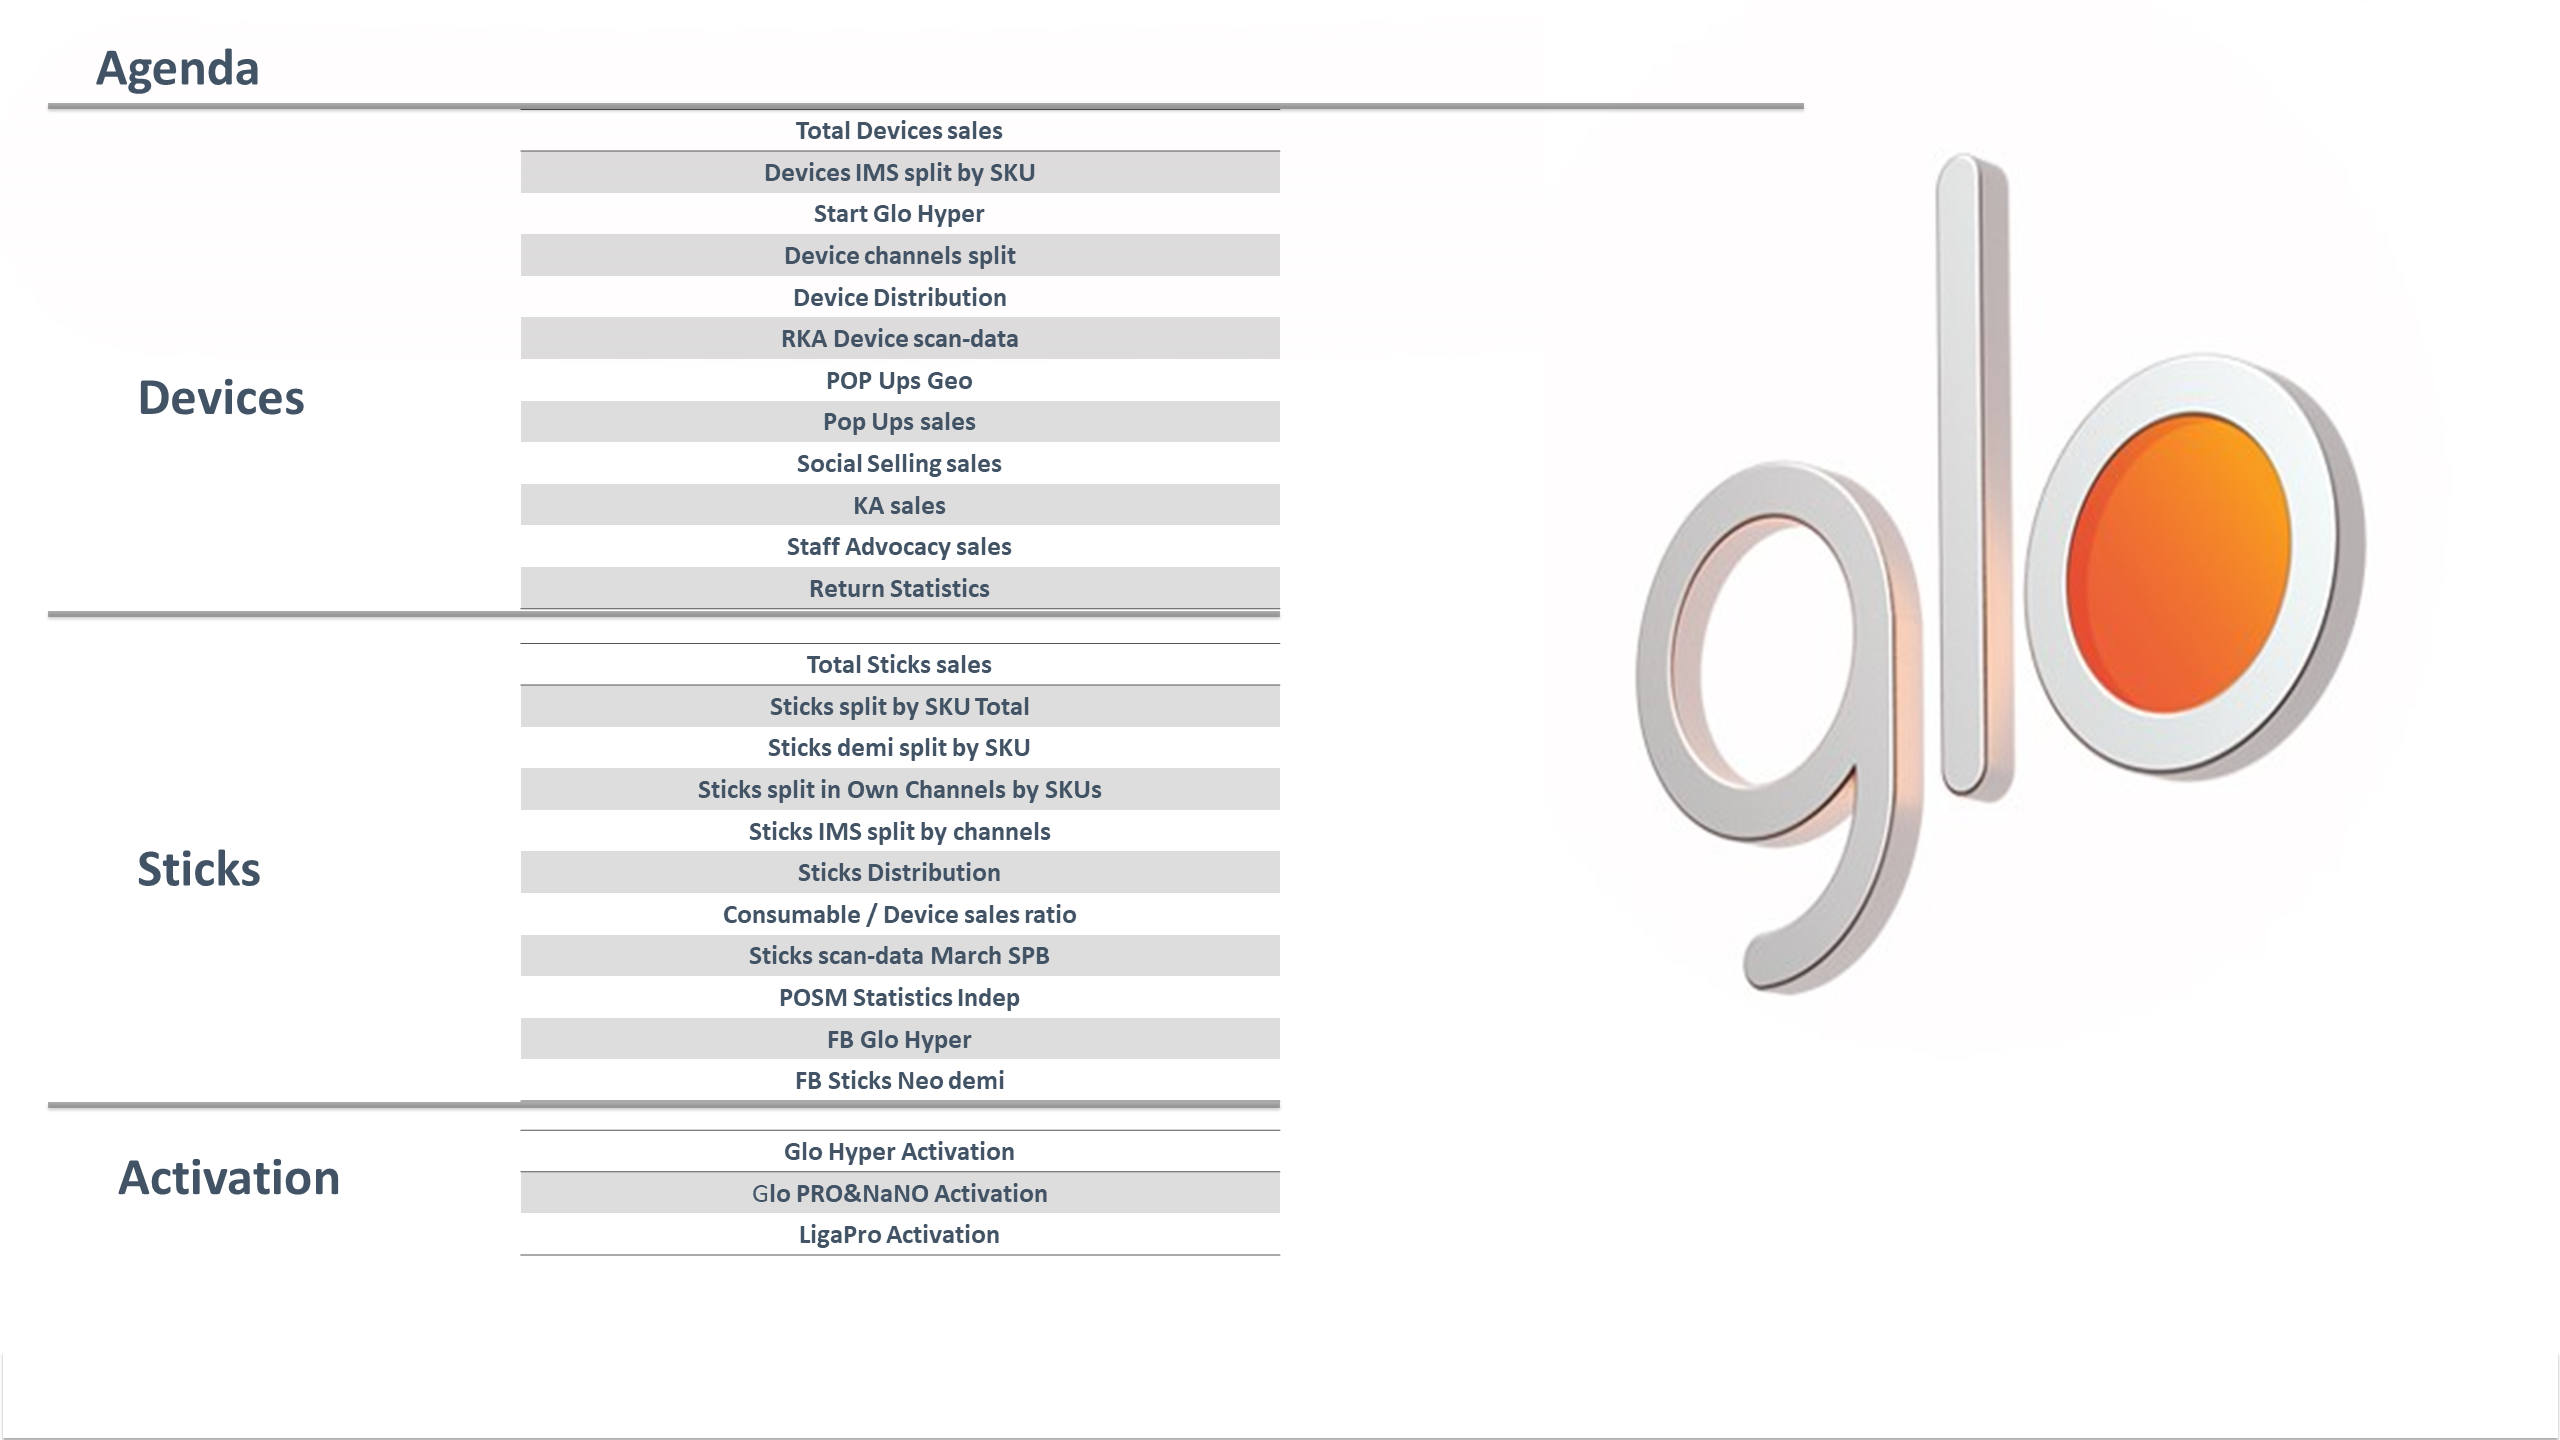 Agenda
Devices
Total Devices sales
Devices IMS split by SKU
Start Glo Hyper
Device channels split
Device Distribution
RKA Device scan-data
POP Ups Geo
Pop Ups sales
Social Selling sales
KA sales
Staff Advocacy sales
Return Statistics
Sticks
Total Sticks sales
Sticks split by SKU Total
Sticks demi split by SKU
Sticks split in Own Channels by SKUs
Sticks IMS split by channels
Sticks Distribution
Consumable / Device sales ratio
Sticks scan-data March SPB
POSM Statistics Indep
FB Glo Hyper
FB Sticks Neo demi
Activation
Glo Hyper Activation
Glo PRO&NaNO Activation
LigaPro Activation
glo